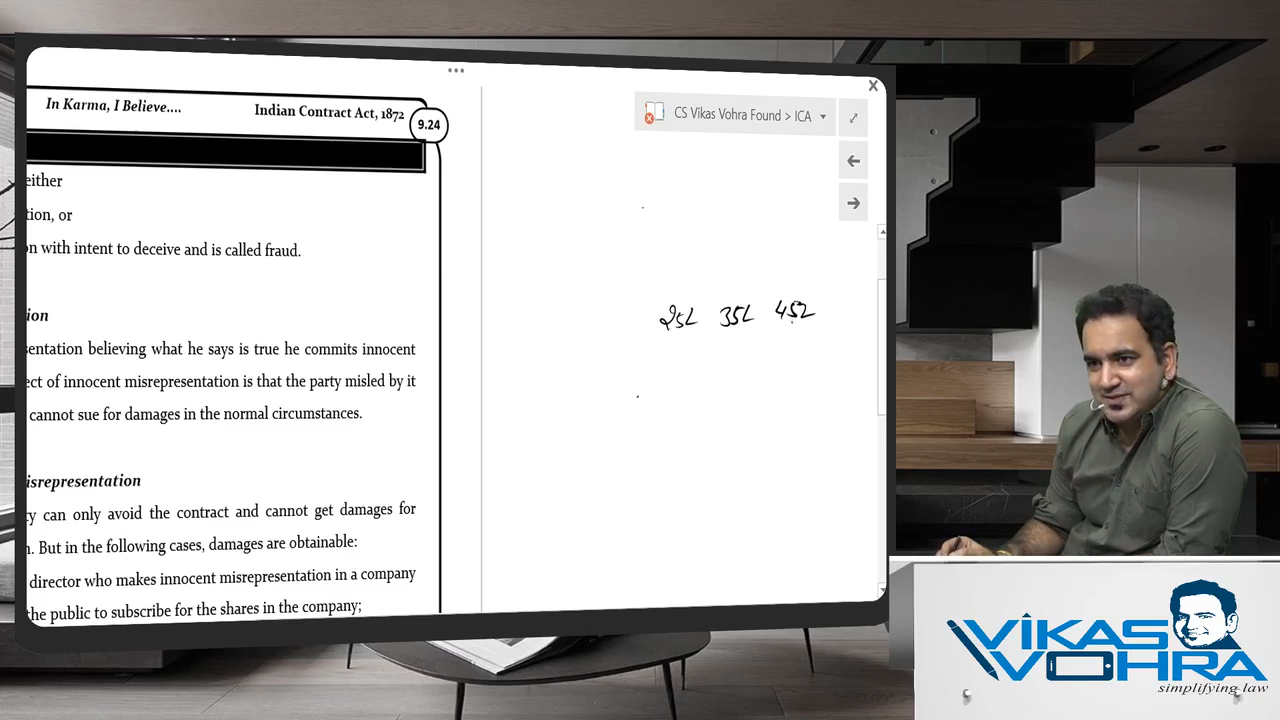 In Karma, I Believe.... Indian Contract Act, 1872 9.24
either
tion, or
on with intent to deceive and is called fraud.
ion
sentation believing what he says is true he commits innocent
ect of innocent misrepresentation is that the party misled by it
cannot sue for damages in the normal circumstances.
isrepresentation
ty can only avoid the contract and cannot get damages for
n. But in the following cases, damages are obtainable:
director who makes innocent misrepresentation in a company
the public to subscribe for the shares in the company;
CS Vikas Vohra Found > ICA
25L 35L 45L
VIKAS
VOHRA
simplifying law